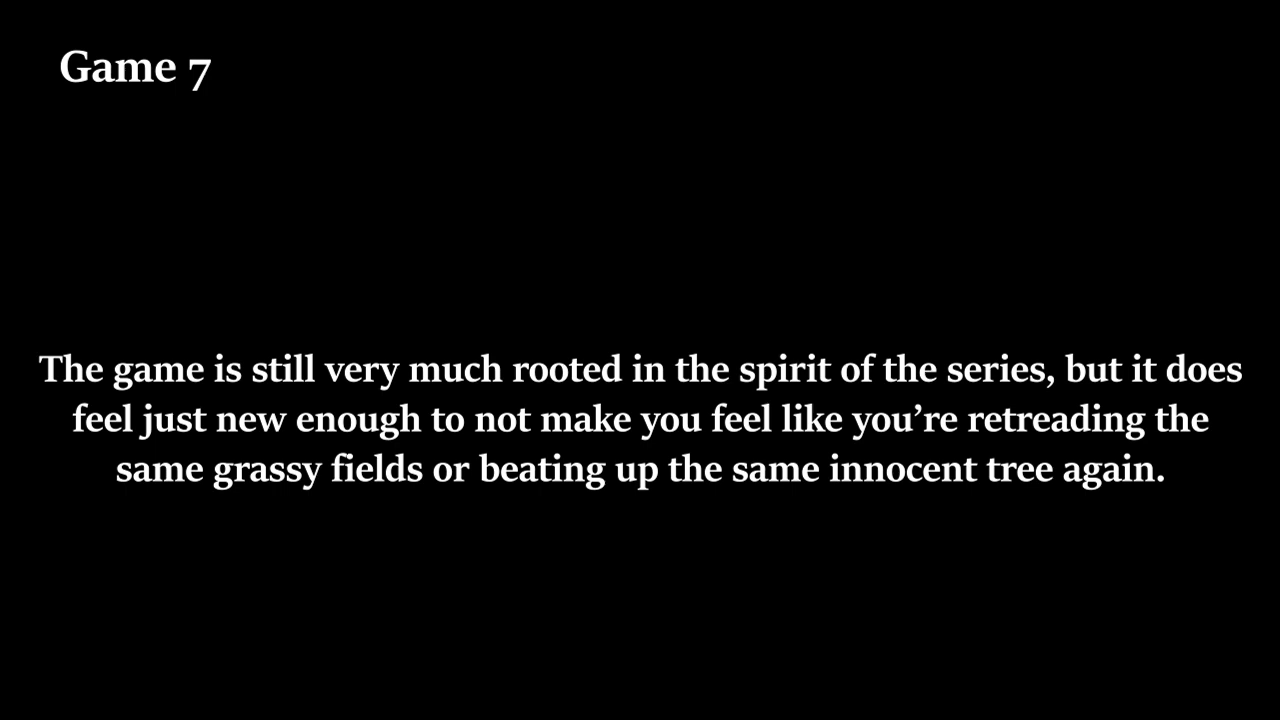 Game 7
The game is still very much rooted in the spirit of the series, but it does
feel just new enough to not make you feel like you’re retreading the
same grassy fields or beating up the same innocent tree again.